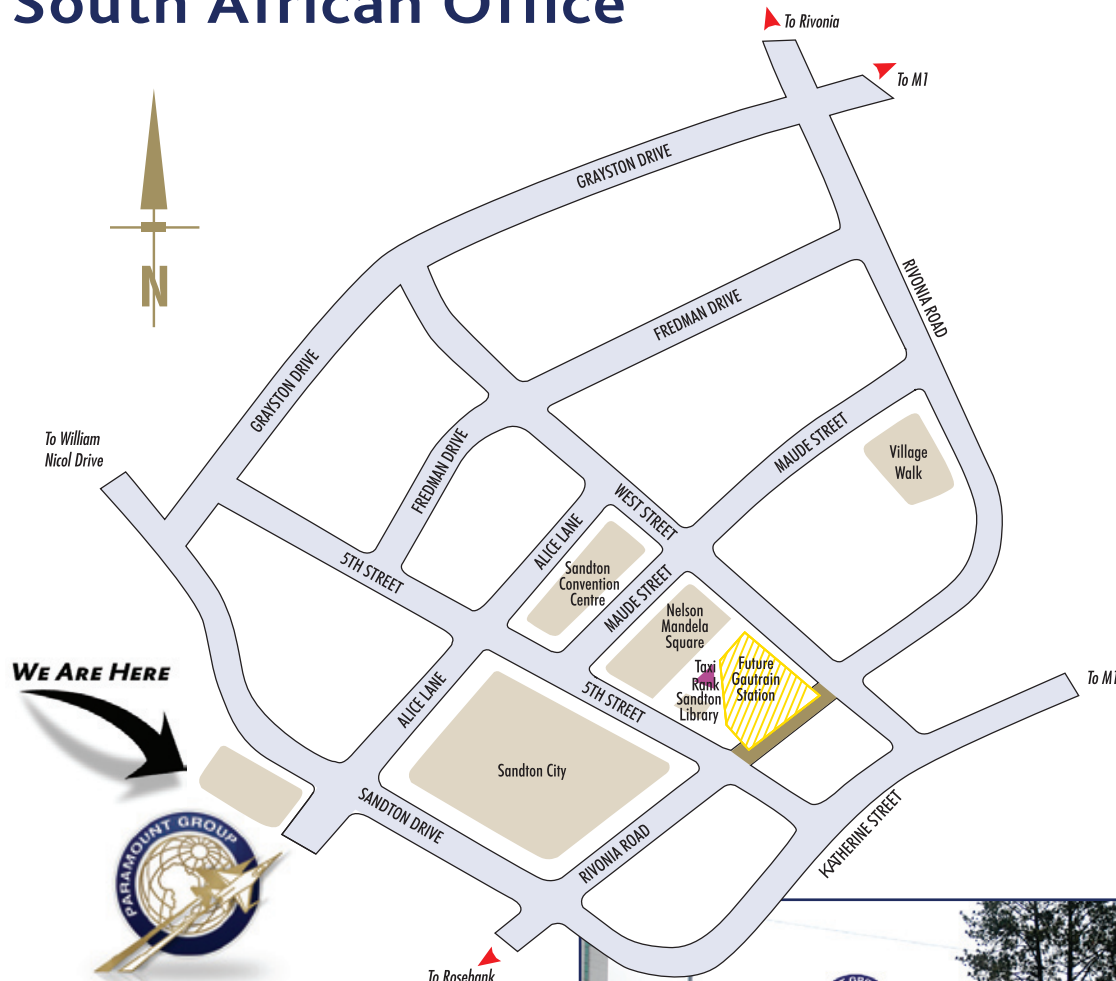 South African Office
To Rivonia
To M1
GRAYSTON DRIVE
N
RIVONIA ROAD
FREDMAN DRIVE
GRAYSTON DRIVE
To William
Nicol Drive
MAUDE STREET
Village
Walk
FREDMAN DRIVE
WEST STREET
ALICE LANE
5TH STREET
Sandton
Convention
Centre
MAUDE STREET
Nelson
Mandela
Square
Taxi
Rank
Sandton
Library
Future
Gautrain
Station
To M1
WE ARE HERE
ALICE LANE
5TH STREET
Sandton City
SANDTON DRIVE
RIVONIA ROAD
KATHERINE STREET
PARAMOUNT GROUP
To Rosebank